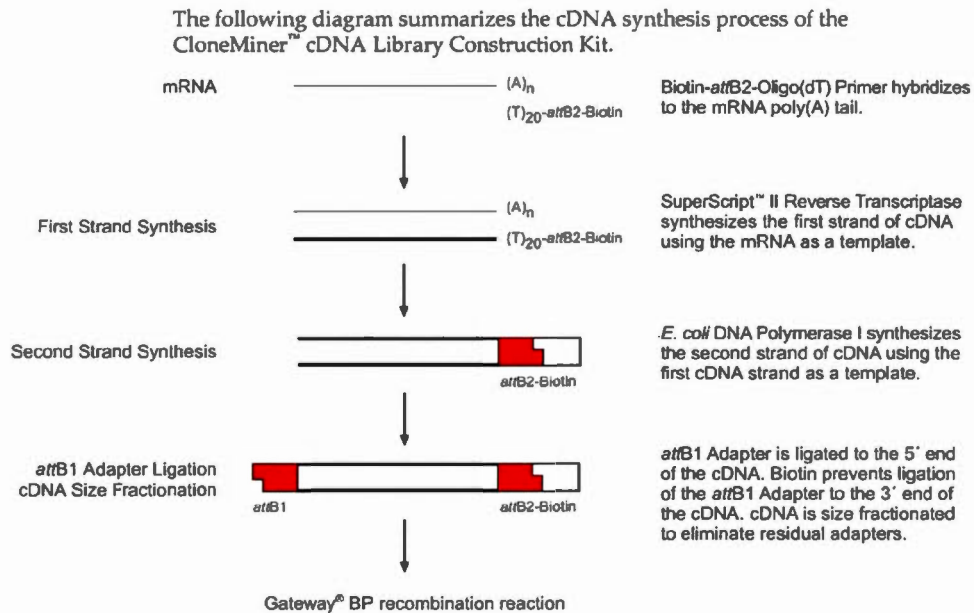 The following diagram summarizes the cDNA synthesis process of the
CloneMiner™ cDNA Library Construction Kit.
mRNA
(A)n
(T)20-attB2-Biotin
Biotin-attB2-Oligo(dT) Primer hybridizes
to the mRNA poly(A) tail.
First Strand Synthesis
(A)n
(T)20-attB2-Biotin
SuperScript™ II Reverse Transcriptase
synthesizes the first strand of cDNA
using the mRNA as a template.
Second Strand Synthesis
attB2-Biotin
E. coli DNA Polymerase I synthesizes
the second strand of cDNA using the
first cDNA strand as a template.
attB1 Adapter Ligation
cDNA Size Fractionation
attB1
attB2-Biotin
attB1 Adapter is ligated to the 5´ end
of the cDNA. Biotin prevents ligation
of the attB1 Adapter to the 3´ end of
the cDNA. cDNA is size fractionated
to eliminate residual adapters.
Gateway® BP recombination reaction